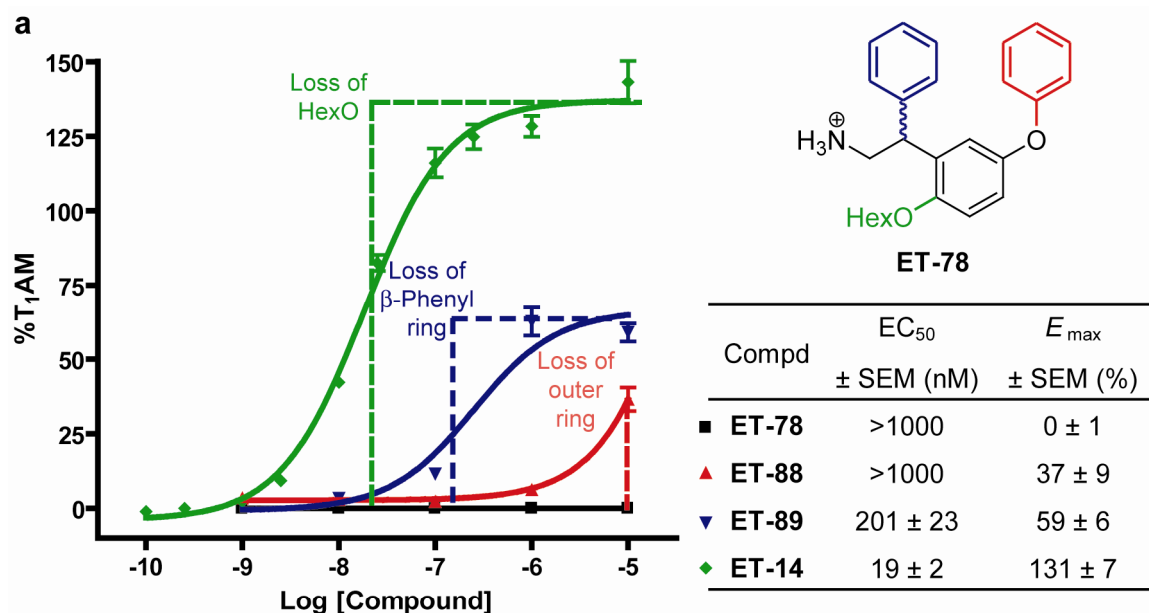 a
150
125
100
75
50
25
0
%T₁AM
-10 -9 -8 -7 -6 -5
Log [Compound]
Loss of
HexO
Loss of
β-Phenyl
ring
Loss of
outer
ring
H₃N
⊕
O
HexO
ET-78
Compd EC₅₀ E max
± SEM (nM) ± SEM (%)
ET-78 >1000 0 ± 1
ET-88 >1000 37 ± 9
ET-89 201 ± 23 59 ± 6
ET-14 19 ± 2 131 ± 7